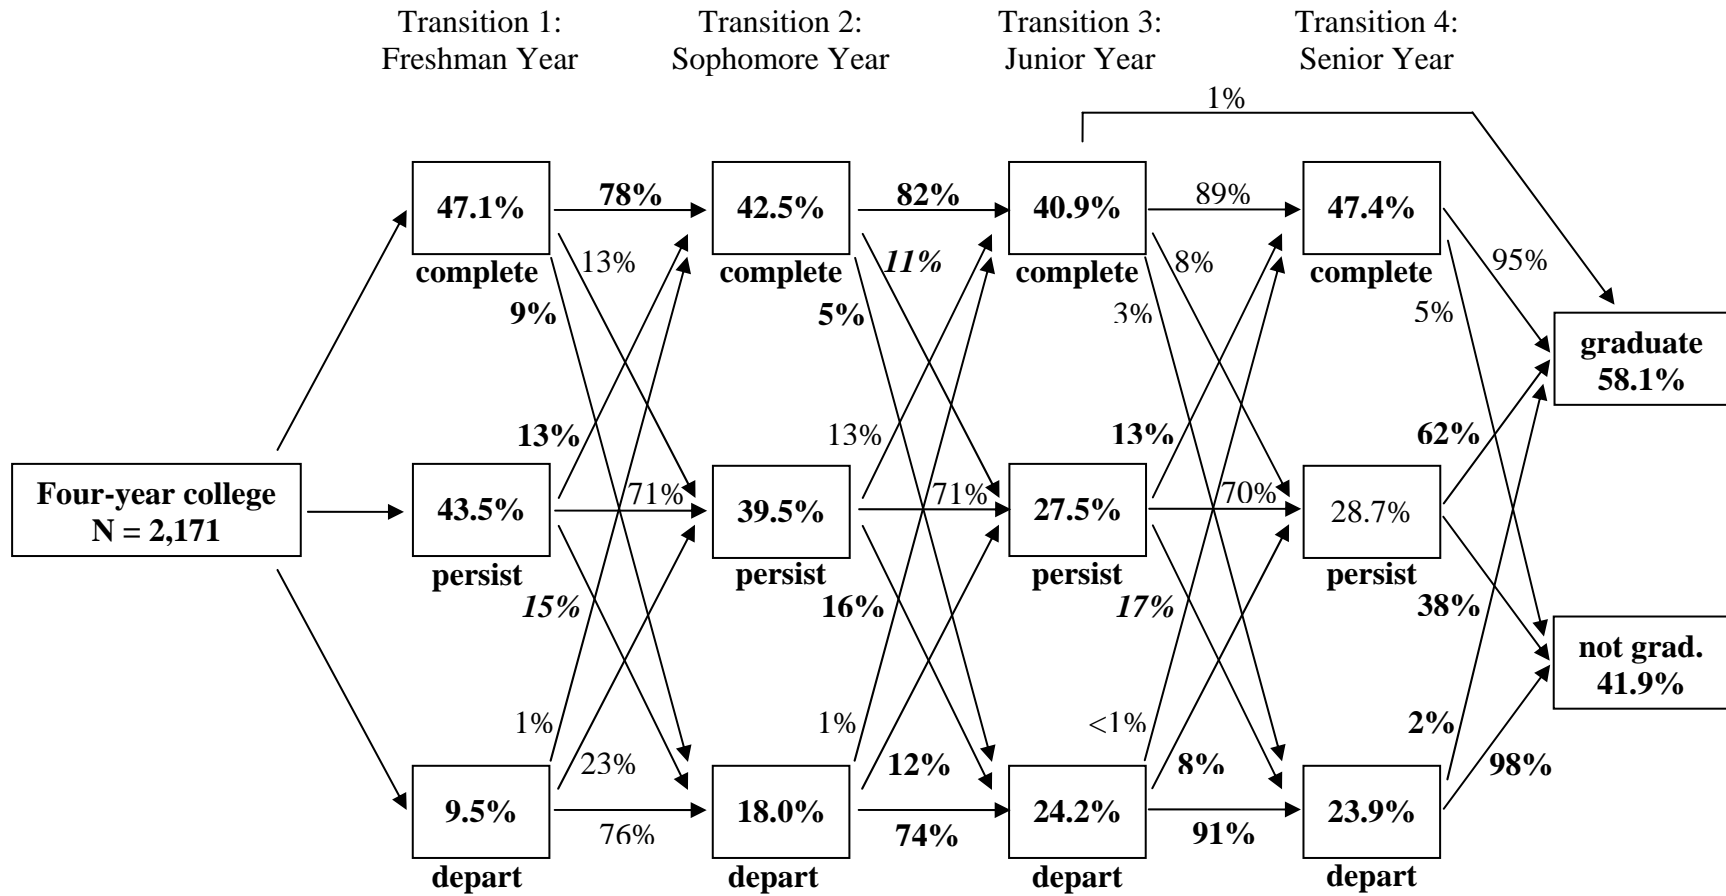 Transition 1:
Freshman Year
Transition 2:
Sophomore Year
Transition 3:
Junior Year
Transition 4:
Senior Year
1%
47.1%
complete
78%
42.5%
complete
82%
40.9%
complete
89%
47.4%
complete
13%
11%
8%
95%
9%
5%
3%
5%
graduate
58.1%
13%
13%
13%
62%
Four-year college
N = 2,171
43.5%
persist
71%
39.5%
persist
71%
27.5%
persist
70%
28.7%
persist
15%
16%
17%
38%
not grad.
41.9%
1%
1%
<1%
2%
23%
12%
8%
98%
9.5%
depart
76%
18.0%
depart
74%
24.2%
depart
91%
23.9%
depart